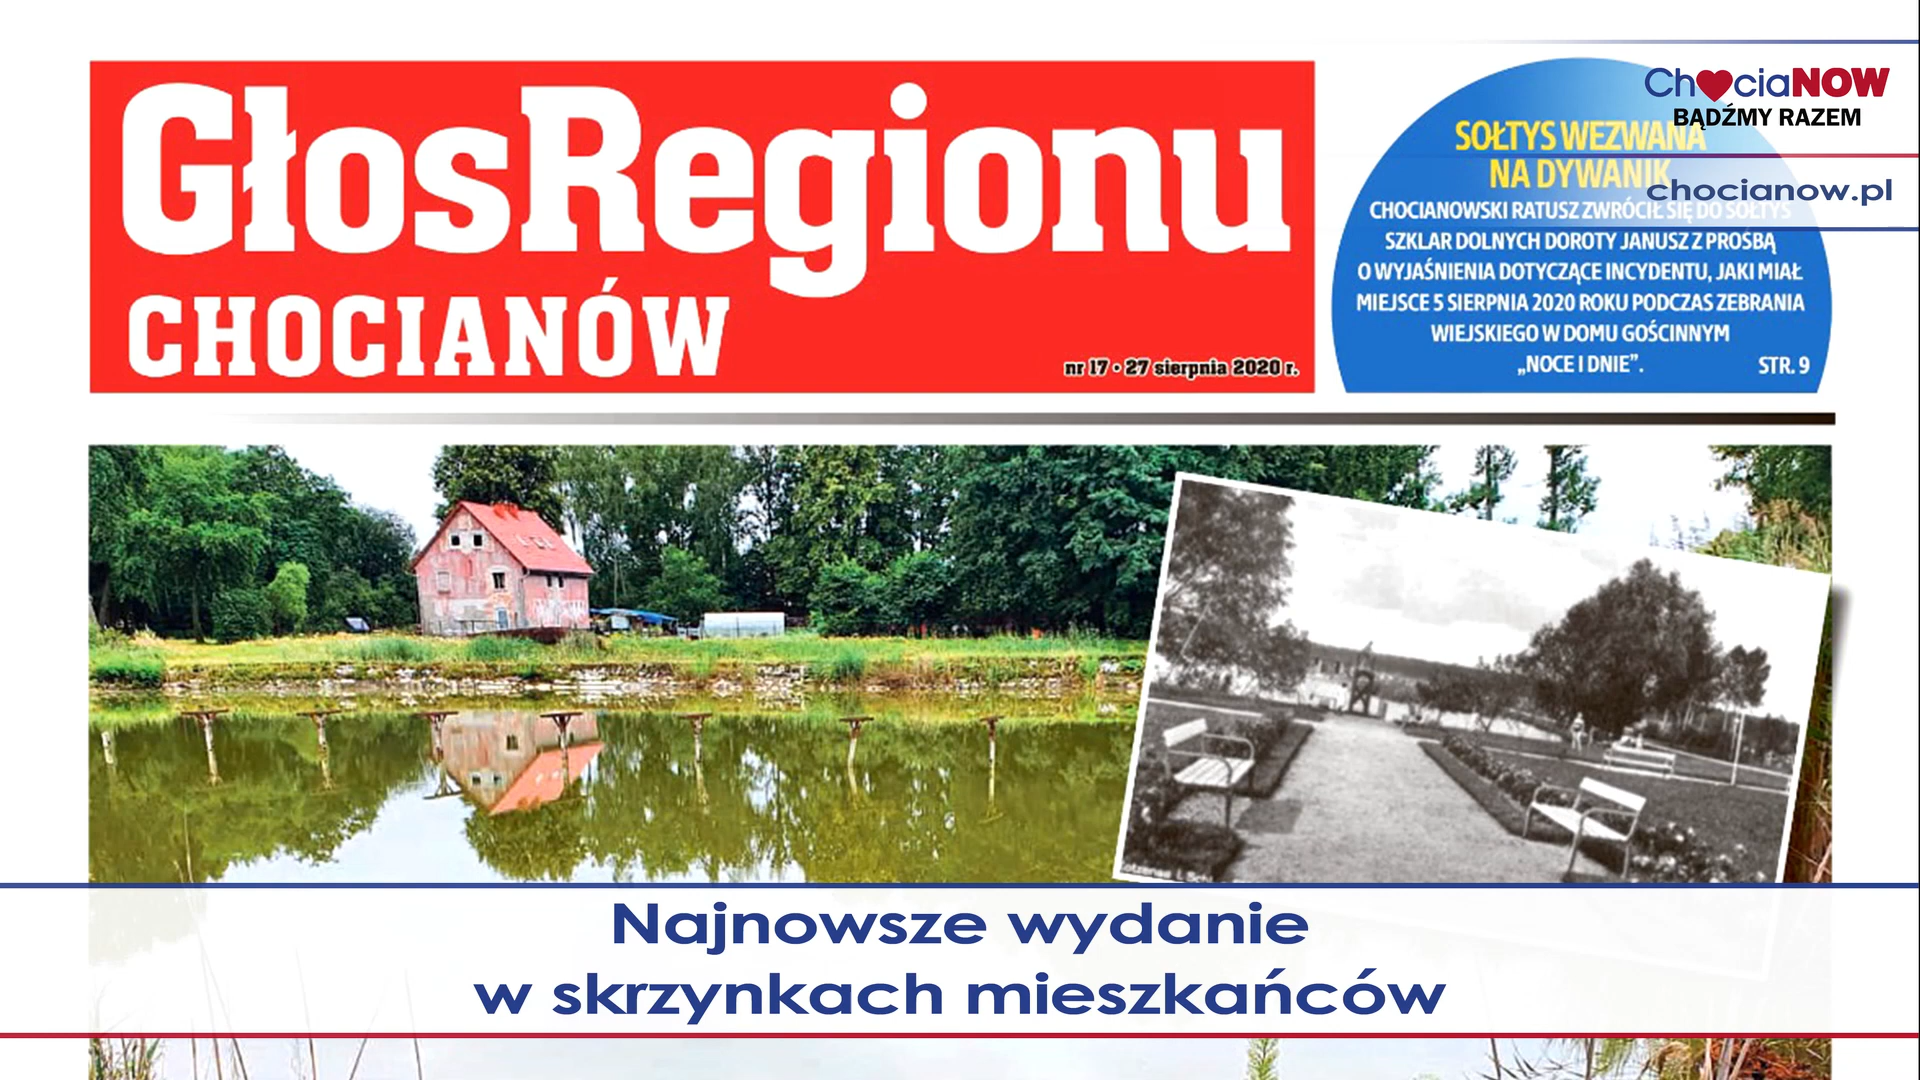 GłosRegionu
CHOCIANÓW
nr 17 • 27 sierpnia 2020 r.
ChociaNOW
BĄDŹMY RAZEM
chocianow.pl
SOŁTYS WEZWANA
NA DYWANIK
CHOCIANOWSKI RATUSZ ZWRÓCIŁ SIĘ DO SOŁTYS
SZKLAR DOLNYCH DOROTY JANUSZ Z PROŚBĄ
O WYJAŚNIENIA DOTYCZĄCE INCYDENTU, JAKI MIAŁ
MIEJSCE 5 SIERPNIA 2020 ROKU PODCZAS ZEBRANIA
WIEJSKIEGO W DOMU GOŚCINNYM
„NOCE I DNIE”. STR. 9
Najnowsze wydanie
w skrzynkach mieszkańców